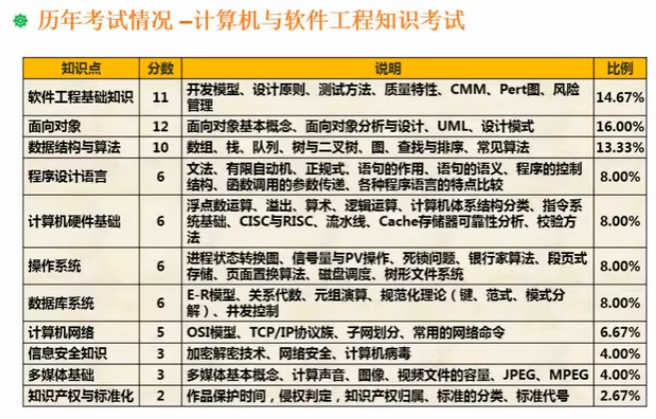 历年考试情况 –计算机与软件工程知识考试
知识点 分数 说明 比例
软件工程基础知识 11 开发模型、设计原则、测试方法、质量特性、CMM、Pert图、风险
管理 14.67%
面向对象 12 面向对象基本概念、面向对象分析与设计、UML、设计模式 16.00%
数据结构与算法 10 数组、栈、队列、树与二叉树、图、查找与排序、常见算法 13.33%
程序设计语言 6 文法、有限自动机、正规式、语句的作用、语句的语义、程序的控制
结构、函数调用的参数传递、各种程序语言的特点比较 8.00%
计算机硬件基础 6 浮点数运算、溢出、算术、逻辑运算、计算机体系结构分类、指令系
统基础、CISC与RISC、流水线、Cache存储器可靠性分析、校验方
法 8.00%
操作系统 6 进程状态转换图、信号量与PV操作、死锁问题、银行家算法、段页式
存储、页面置换算法、磁盘调度、树形文件系统 8.00%
数据库系统 6 E-R模型、关系代数、元组演算、规范化理论（键、范式、模式分
解）、并发控制 8.00%
计算机网络 5 OSI模型、TCP/IP协议族、子网划分、常用的网络命令 6.67%
信息安全知识 3 加密解密技术、网络安全、计算机病毒 4.00%
多媒体基础 3 多媒体基本概念、计算声音、图像、视频文件的容量、JPEG、MPEG 4.00%
知识产权与标准化 2 作品保护时间，侵权判定，知识产权归属、标准的分类、标准代号 2.67%